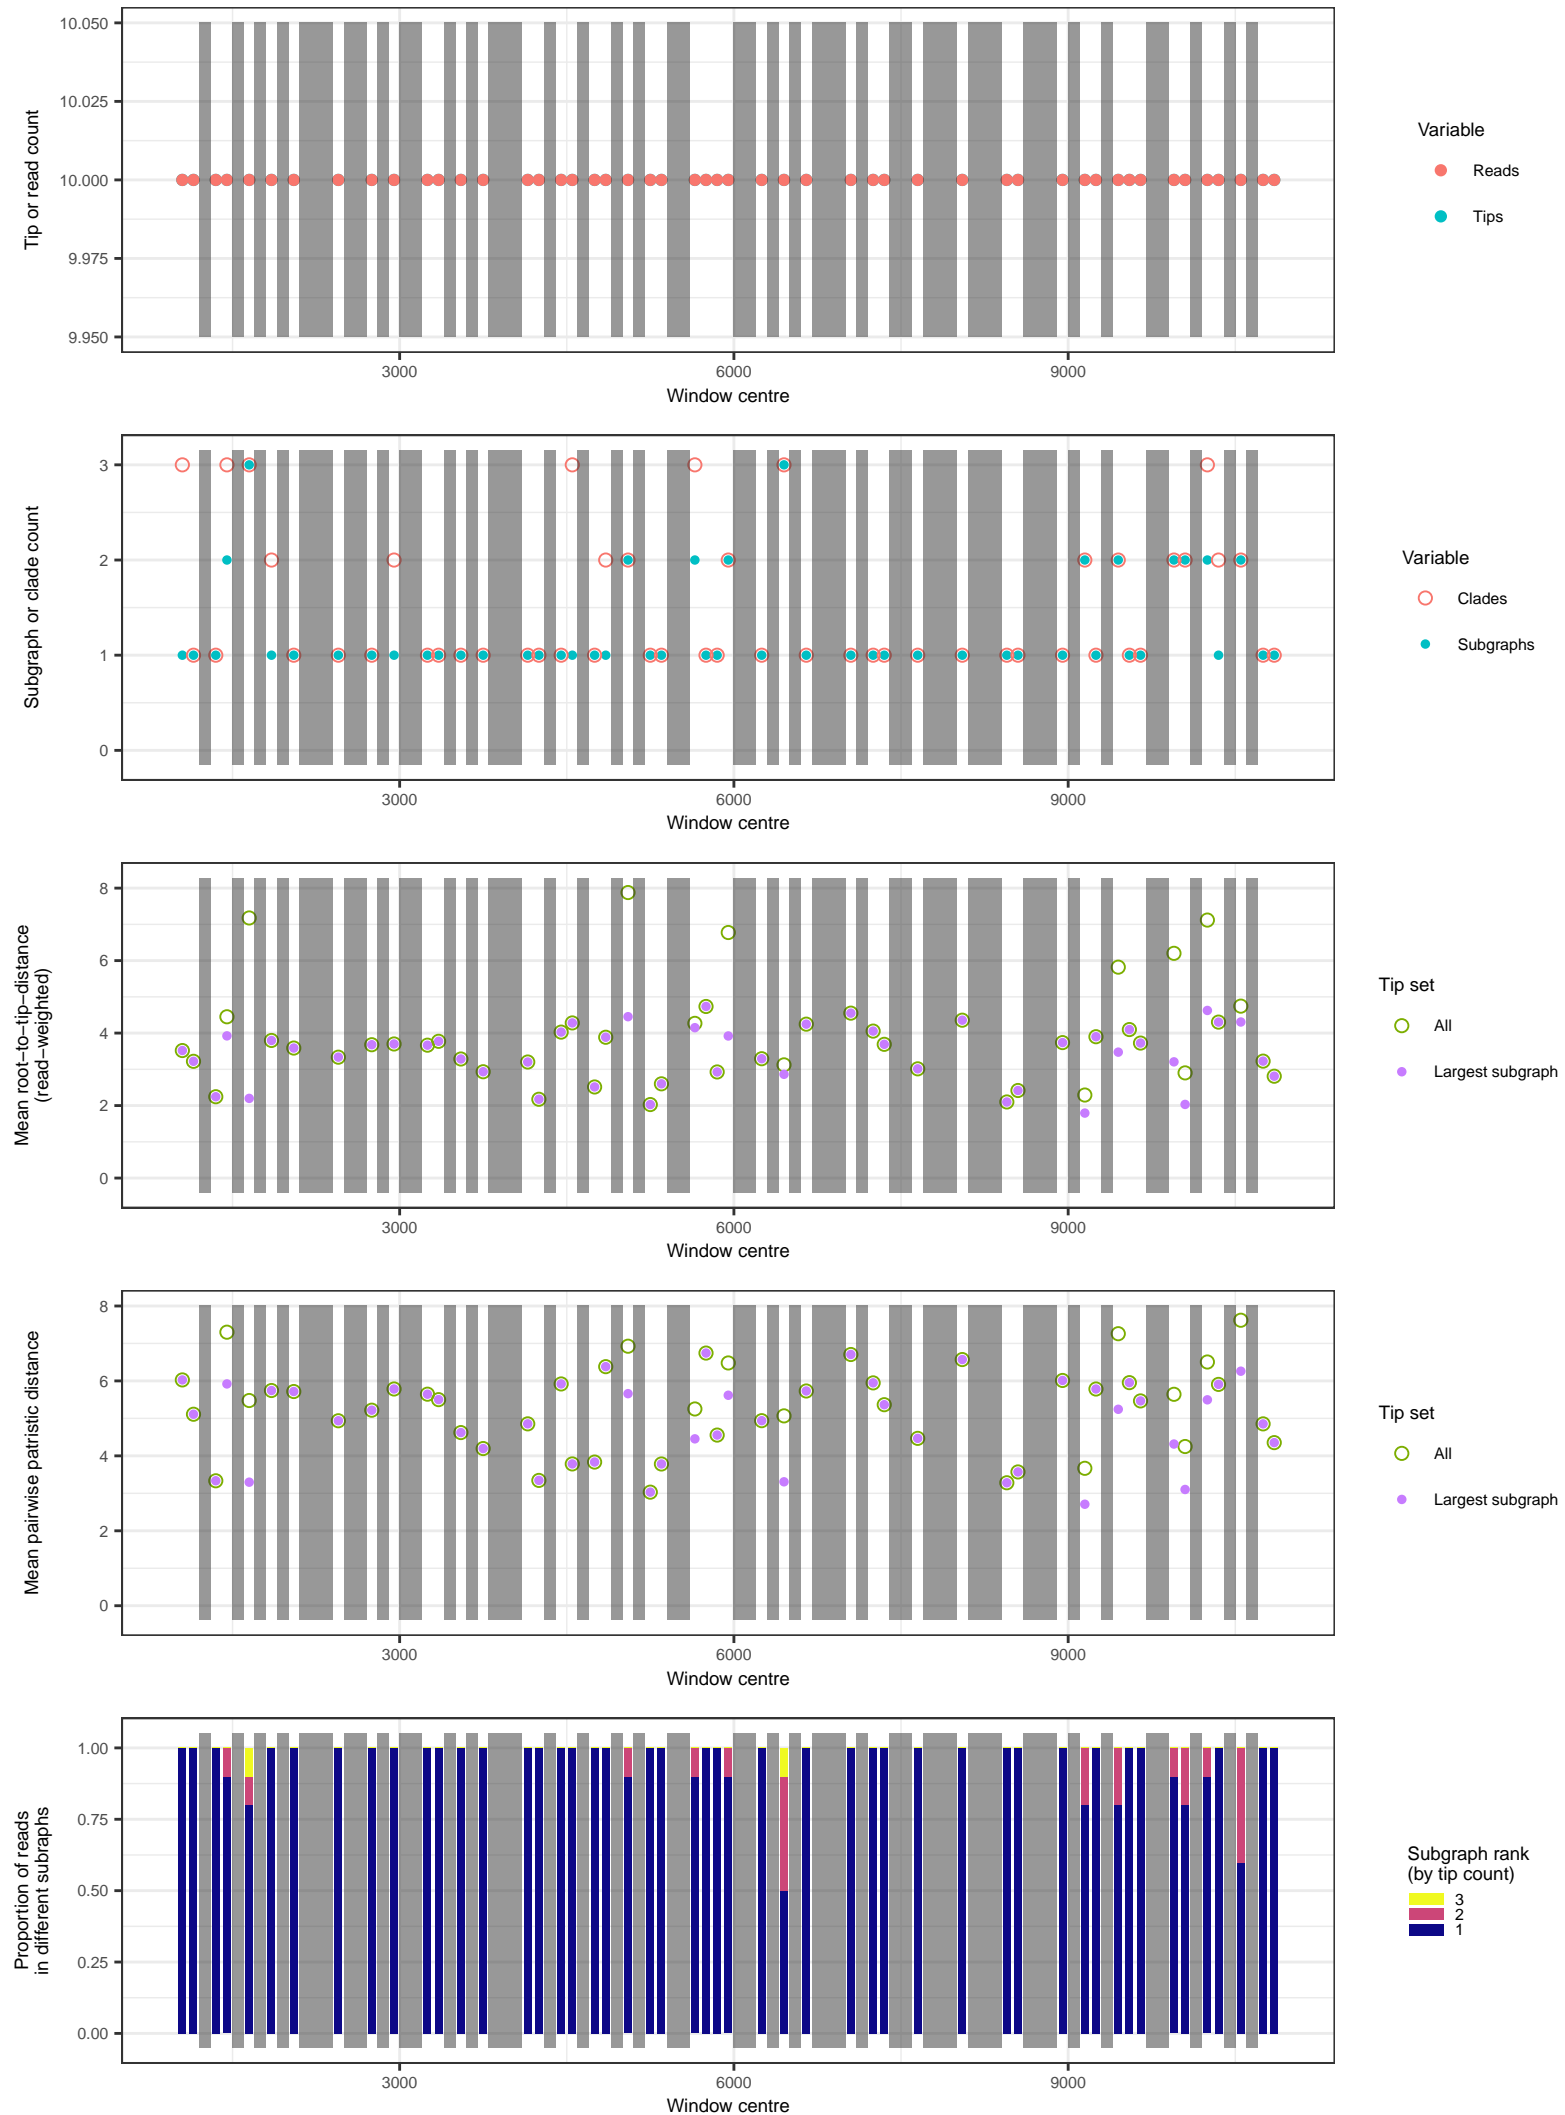 10.050
10.025
10.000
9.975
9.950
Tip or read count
3000
6000
9000
Window centre
Variable
Reads
Tips
3
2
1
0
Subgraph or clade count
3000
6000
9000
Window centre
Variable
Clades
Subgraphs
8
6
4
2
0
Mean root−to−tip−distance
(read−weighted)
3000
6000
9000
Window centre
Tip set
All
Largest subgraph
8
6
4
2
0
Mean pairwise patristic distance
3000
6000
9000
Window centre
Tip set
All
Largest subgraph
1.00
0.75
0.50
0.25
0.00
Proportion of reads
in different subraphs
3000
6000
9000
Window centre
Subgraph rank
(by tip count)
3
2
1